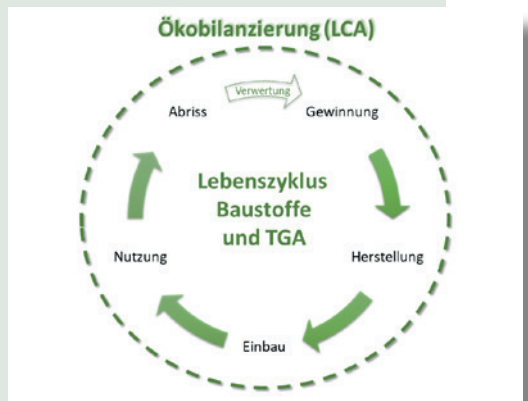 Ökobilanzierung (LCA)
Verwertung
Abriss
Gewinnung
Lebenszyklus
Baustoffe
und TGA
Nutzung
Herstellung
Einbau